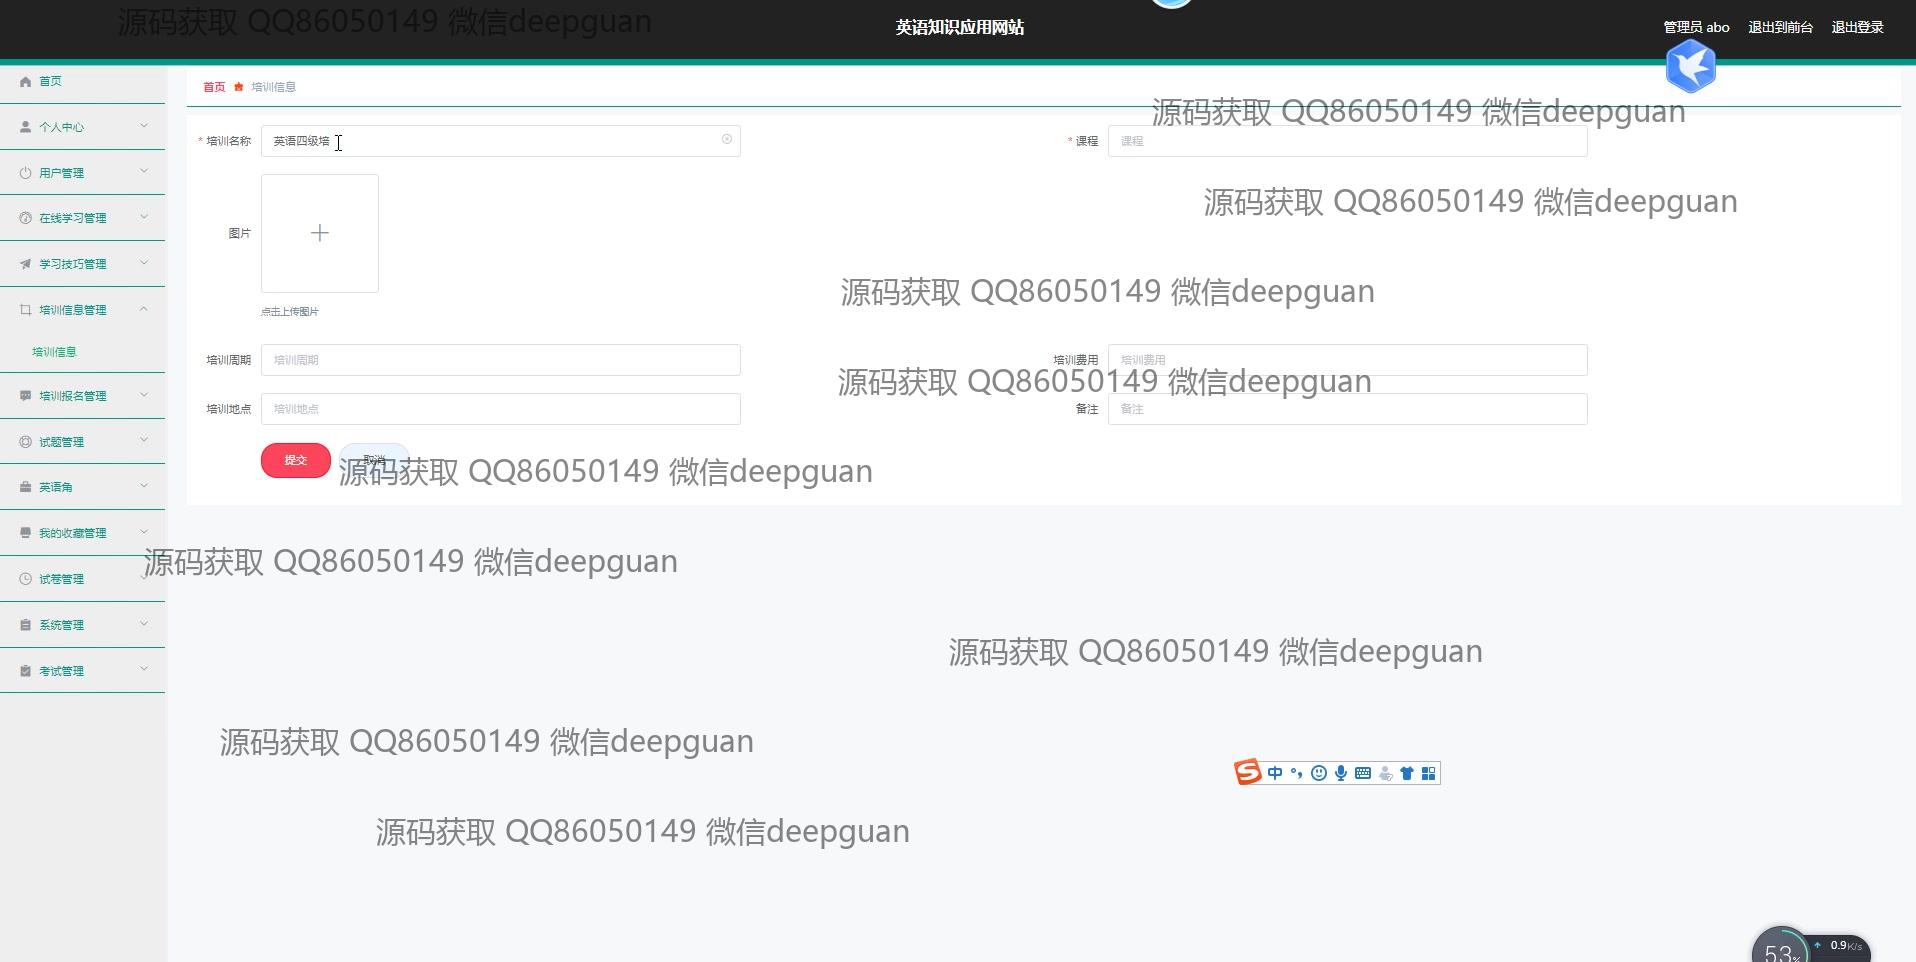 源码获取 QQ86050149 微信deepguan
英语知识应用网站
管理员 abo 退出到前台 退出登录
首页
个人中心
用户管理
在线学习管理
学习技巧管理
培训信息管理
培训信息
培训报名管理
试题管理
英语角
我的收藏管理
试卷管理
系统管理
考试管理
首页 培训信息
源码获取 QQ86050149 微信deepguan
* 培训名称 英语四级培
* 课程 课程
源码获取 QQ86050149 微信deepguan
图片
点击上传图片
源码获取 QQ86050149 微信deepguan
培训周期 培训周期
培训费用 培训费用
源码获取 QQ86050149 微信deepguan
培训地点 培训地点
备注 备注
提交 取消
源码获取 QQ86050149 微信deepguan
源码获取 QQ86050149 微信deepguan
源码获取 QQ86050149 微信deepguan
源码获取 QQ86050149 微信deepguan
中
源码获取 QQ86050149 微信deepguan
53% 0.9K/s